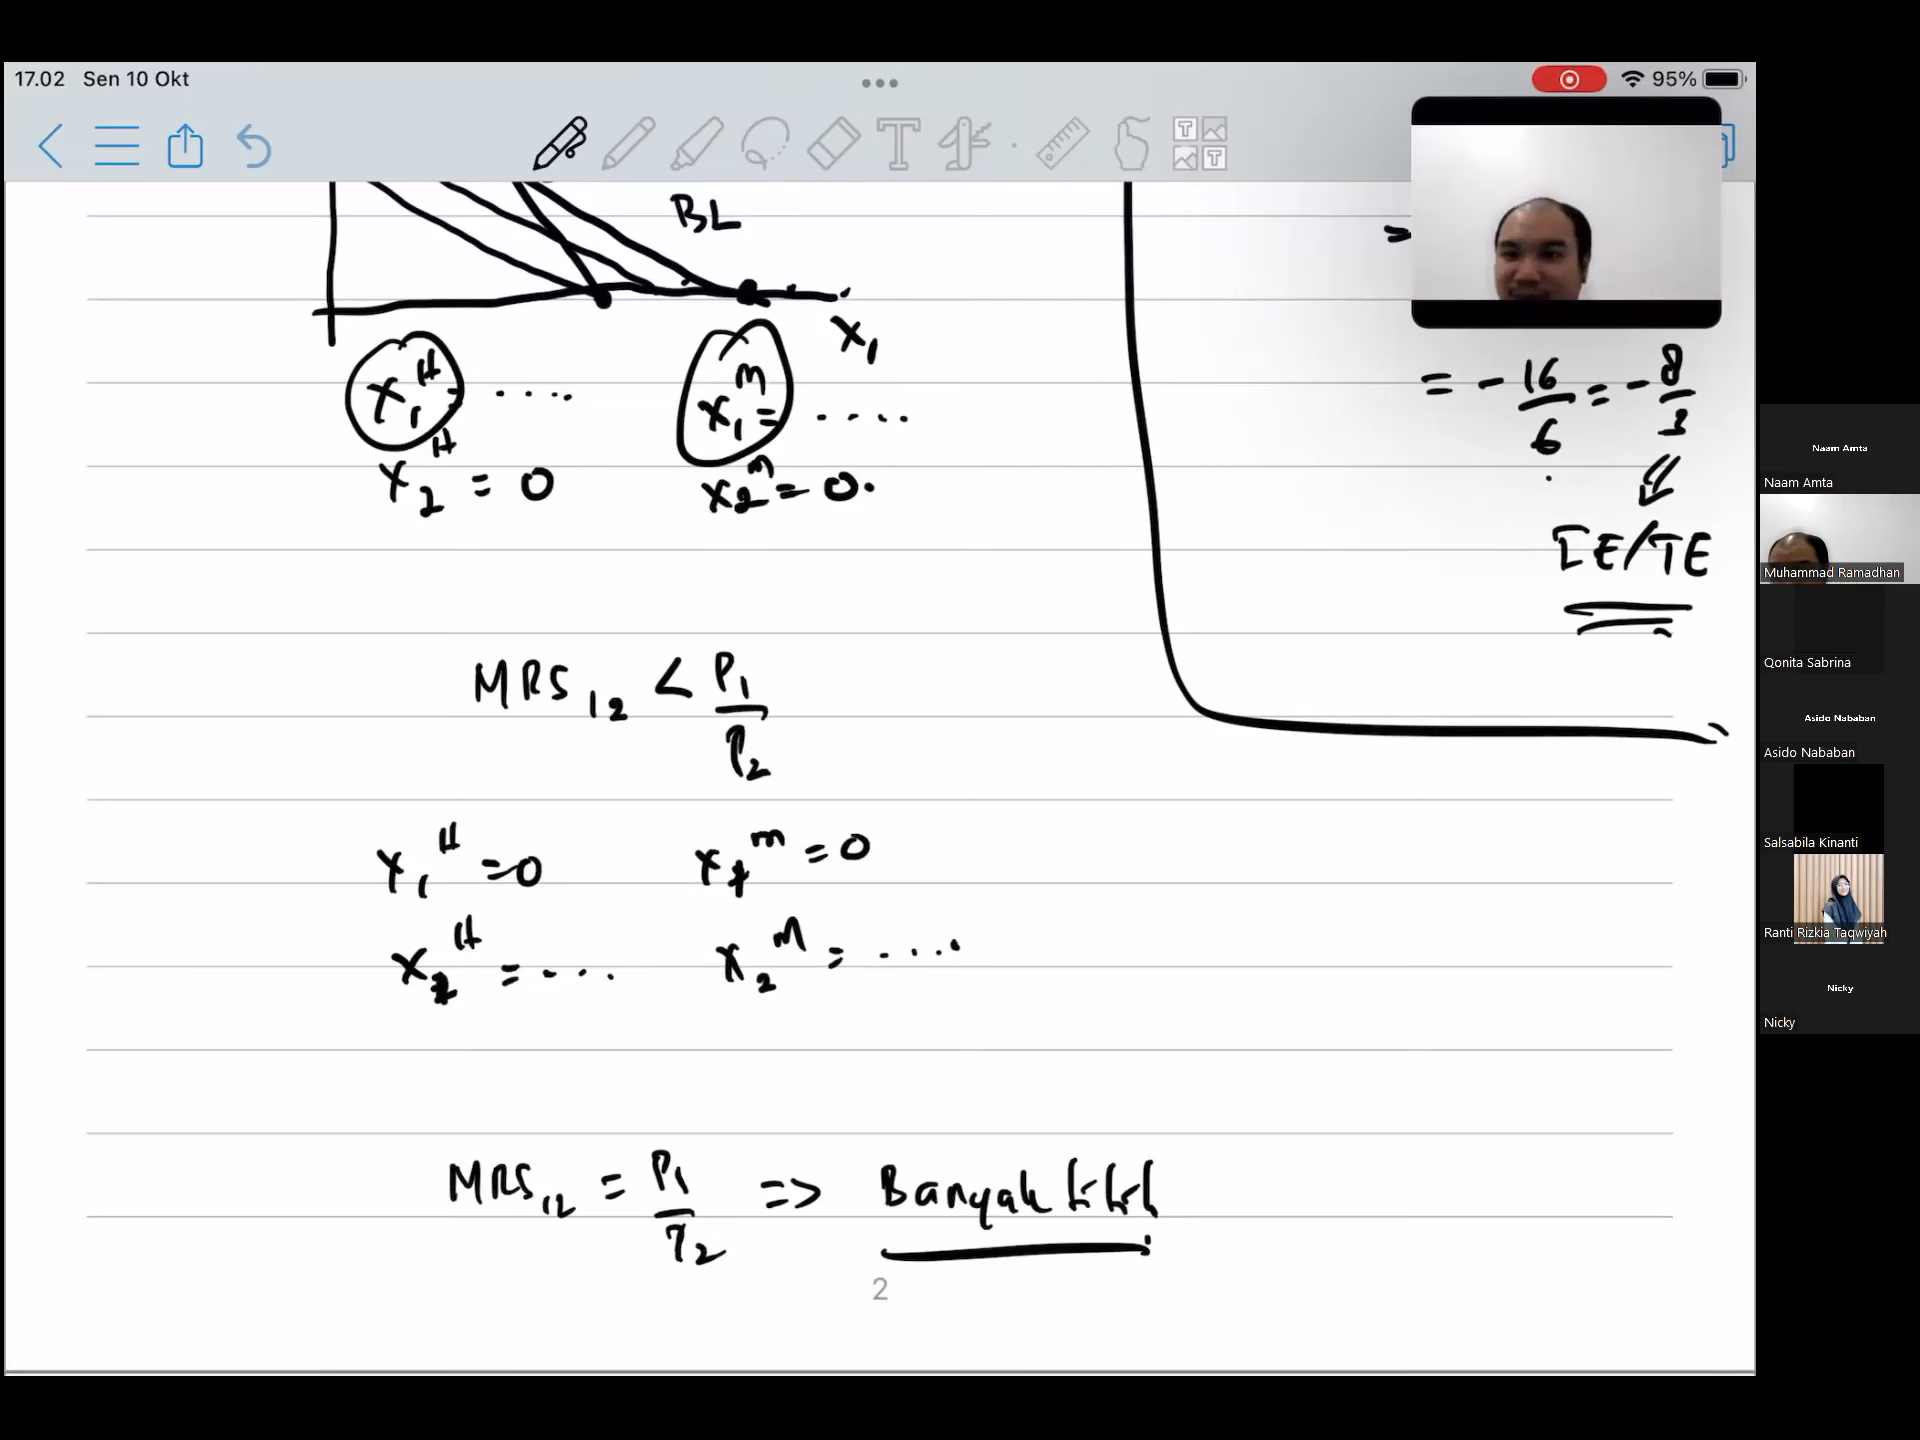 17.02 Sen 10 Okt
95%
BL
x₁
x₁ᴴ = ....
x₁ᵐ = ....
x₂ᴴ = 0
x₂ᵐ = 0.
=
= - 16/6 = - 8/3
IE/TE
MRS₁₂ < P₁/P₂
x₁ᴴ = 0
x₁ᵐ = 0
x₂ᴴ = ....
x₂ᴹ = ....
MRS₁₂ = P₁/P₂ => Banyak
2
Naam Amta
Naam Amta
Muhammad Ramadhan
Qonita Sabrina
Asido Nababan
Asido Nababan
Salsabila Kinanti
Ranti Rizkia Taqwiyah
Nicky
Nicky